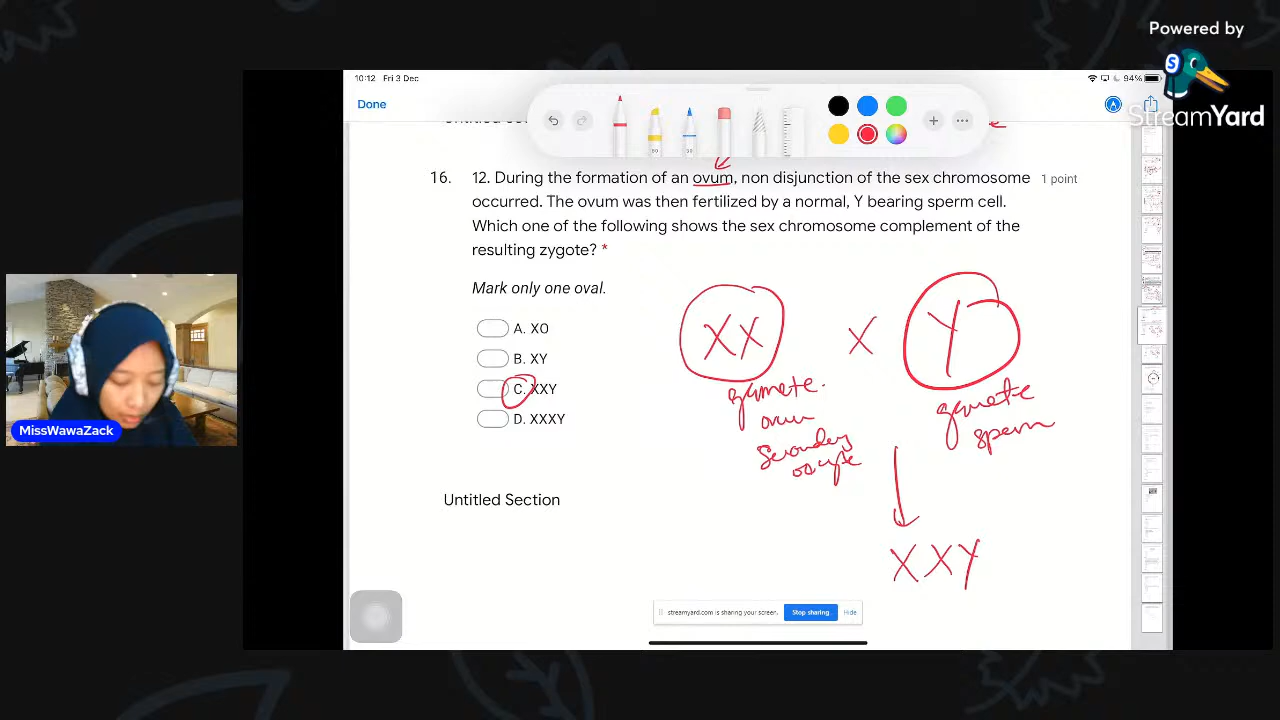 Powered by
StreamYard
10:12 Fri 3 Dec
94%
Done
50
50
16.
12. During the formation of an ovum, non disjunction of the sex chromosome
1 point
occurred. The ovum was then fertilized by a normal, Y bearing sperm cell.
Which one of the following shows the sex chromosome complement of the
resulting zygote? *
Mark only one oval.
A. XO
B. XY
C. XXY
D. XXXY
XX
X
Y
gamete.
ovum
Secondary
oocyte
gamete
sperm
XXY
Untitled Section
MissWawaZack
streamyard.com is sharing your screen.
Stop sharing
Hide